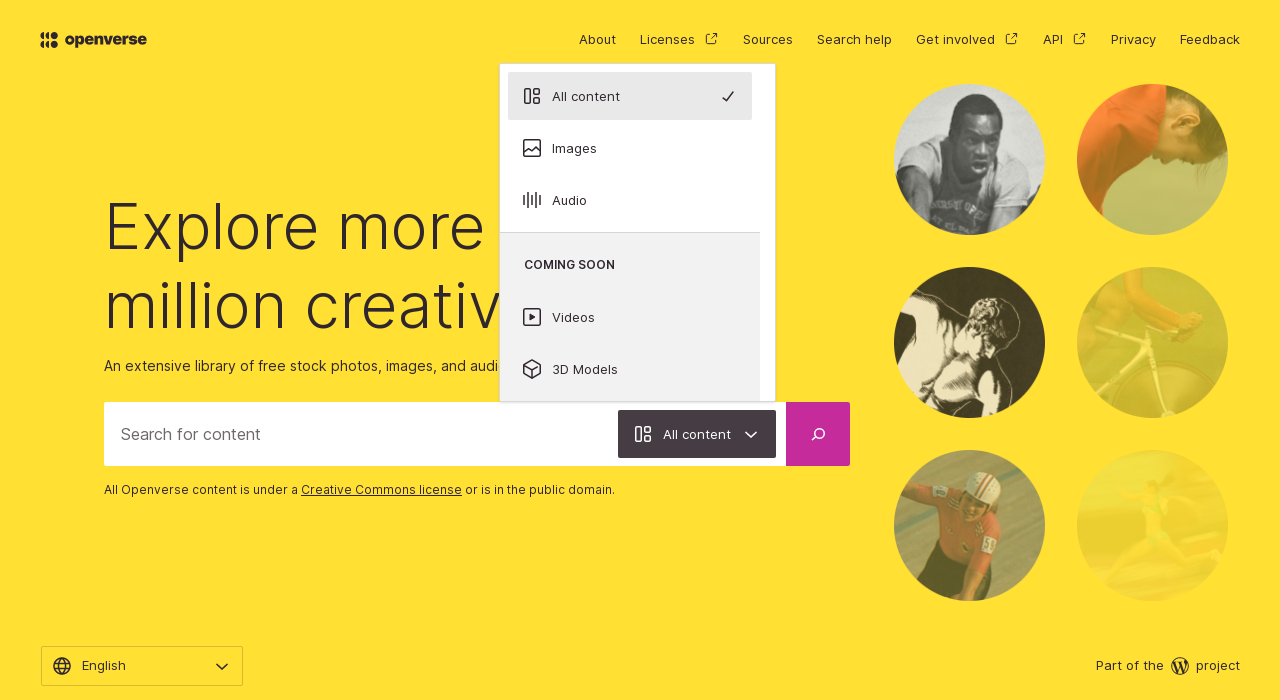 openverse
About
Licenses
Sources
Search help
Get involved
API
Privacy
Feedback
All content
Images
Audio
COMING SOON
Videos
3D Models
Explore more
million creativ
An extensive library of free stock photos, images, and audi
Search for content
All content
All Openverse content is under a Creative Commons license or is in the public domain.
English
Part of the
project